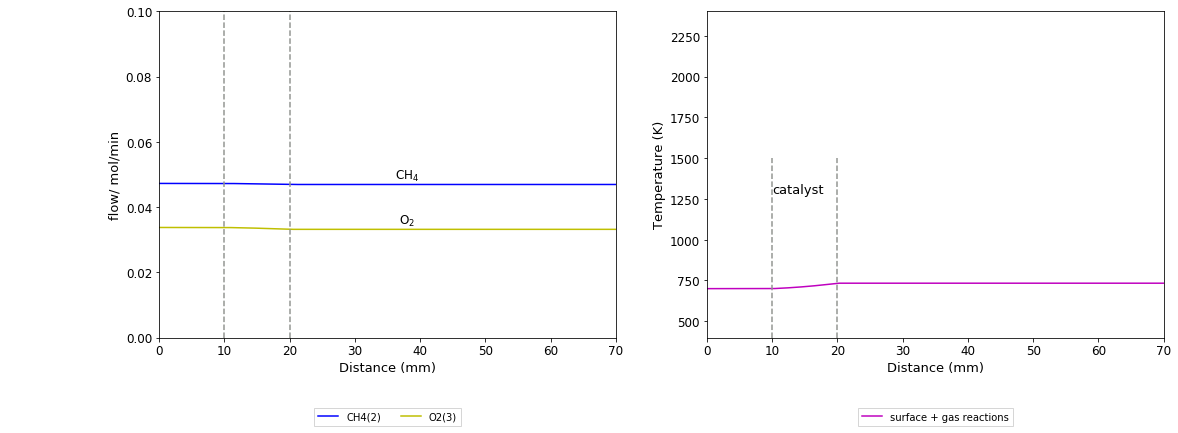 0.10
0.08
0.06
0.04
0.02
0.00
flow/ mol/min
CH₄
O₂
0 10 20 30 40 50 60 70
Distance (mm)
CH4(2) O2(3)
2250
2000
1750
1500
1250
1000
750
500
Temperature (K)
catalyst
0 10 20 30 40 50 60 70
Distance (mm)
surface + gas reactions